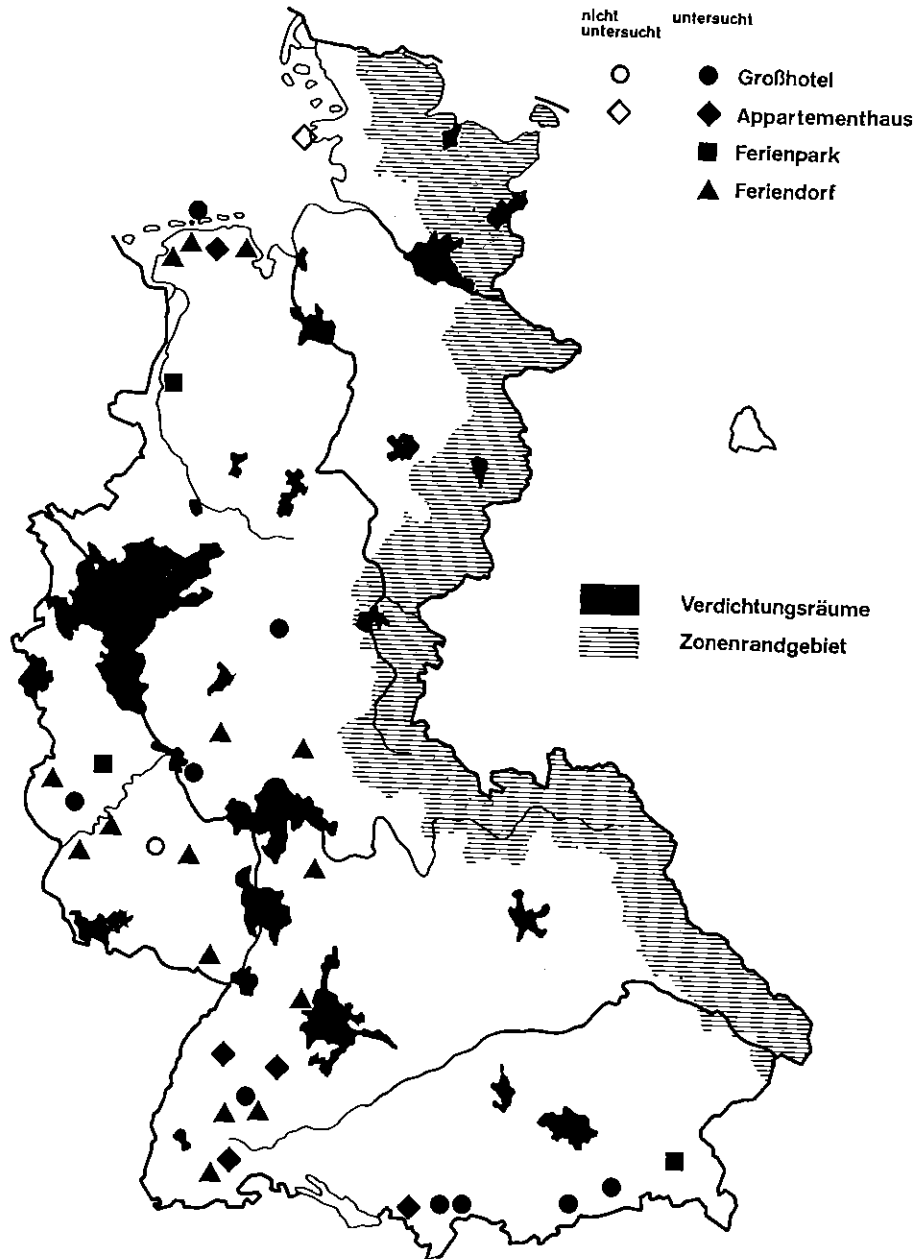 nicht untersucht
untersucht
Großhotel
Appartementhaus
Ferienpark
Feriendorf
Verdichtungsräume
Zonenrandgebiet